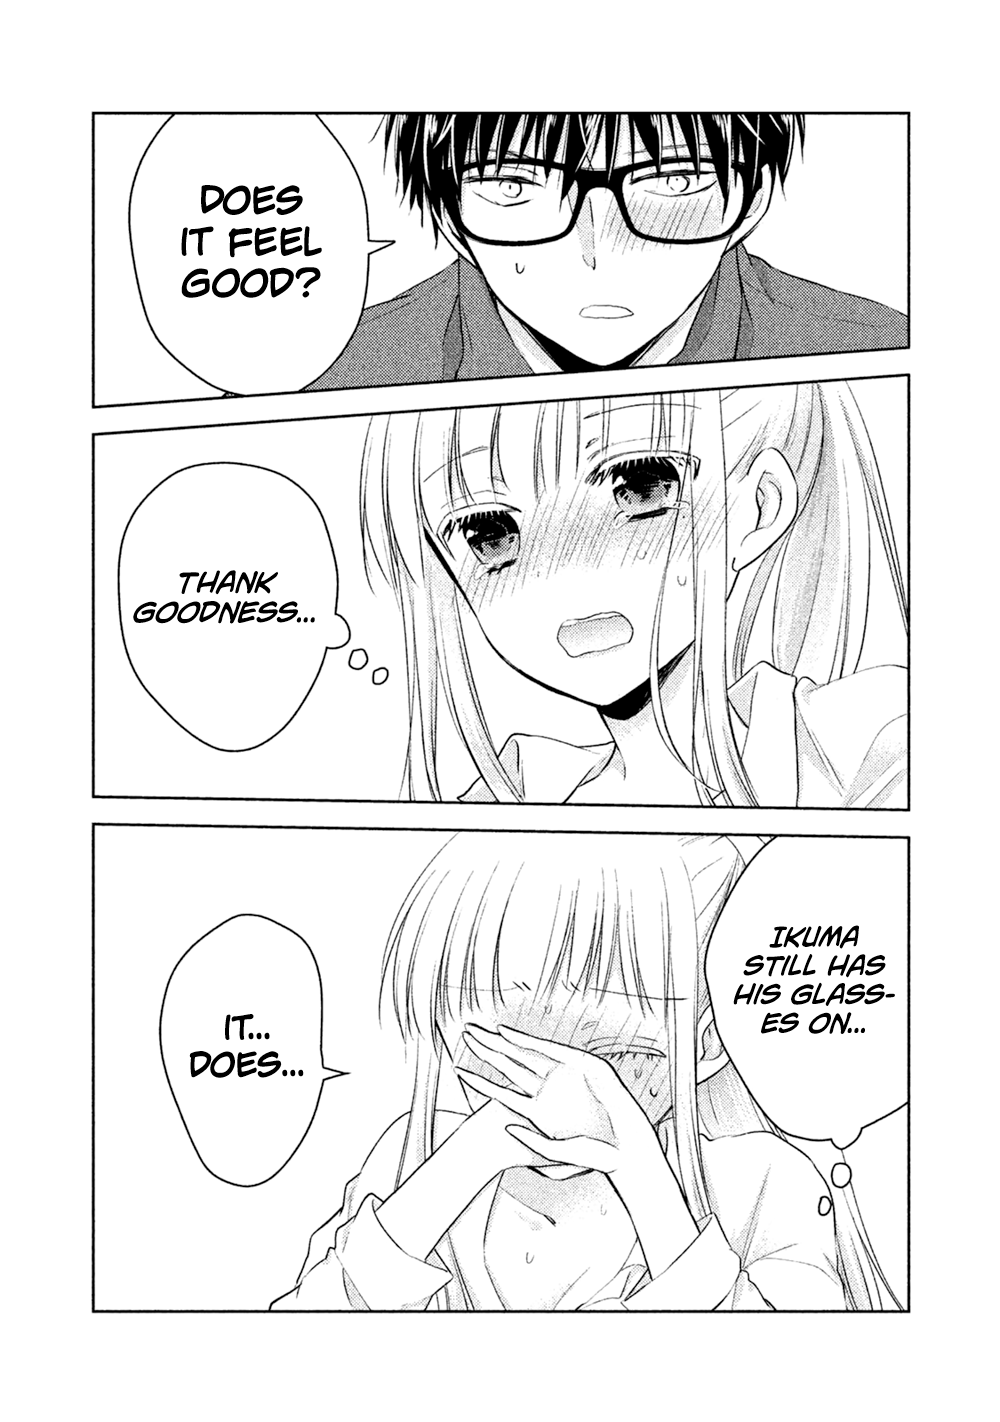 DOES
IT FEEL
GOOD?
THANK
GOODNESS...
IKUMA
STILL HAS
HIS GLASS-
ES ON...
IT...
DOES...